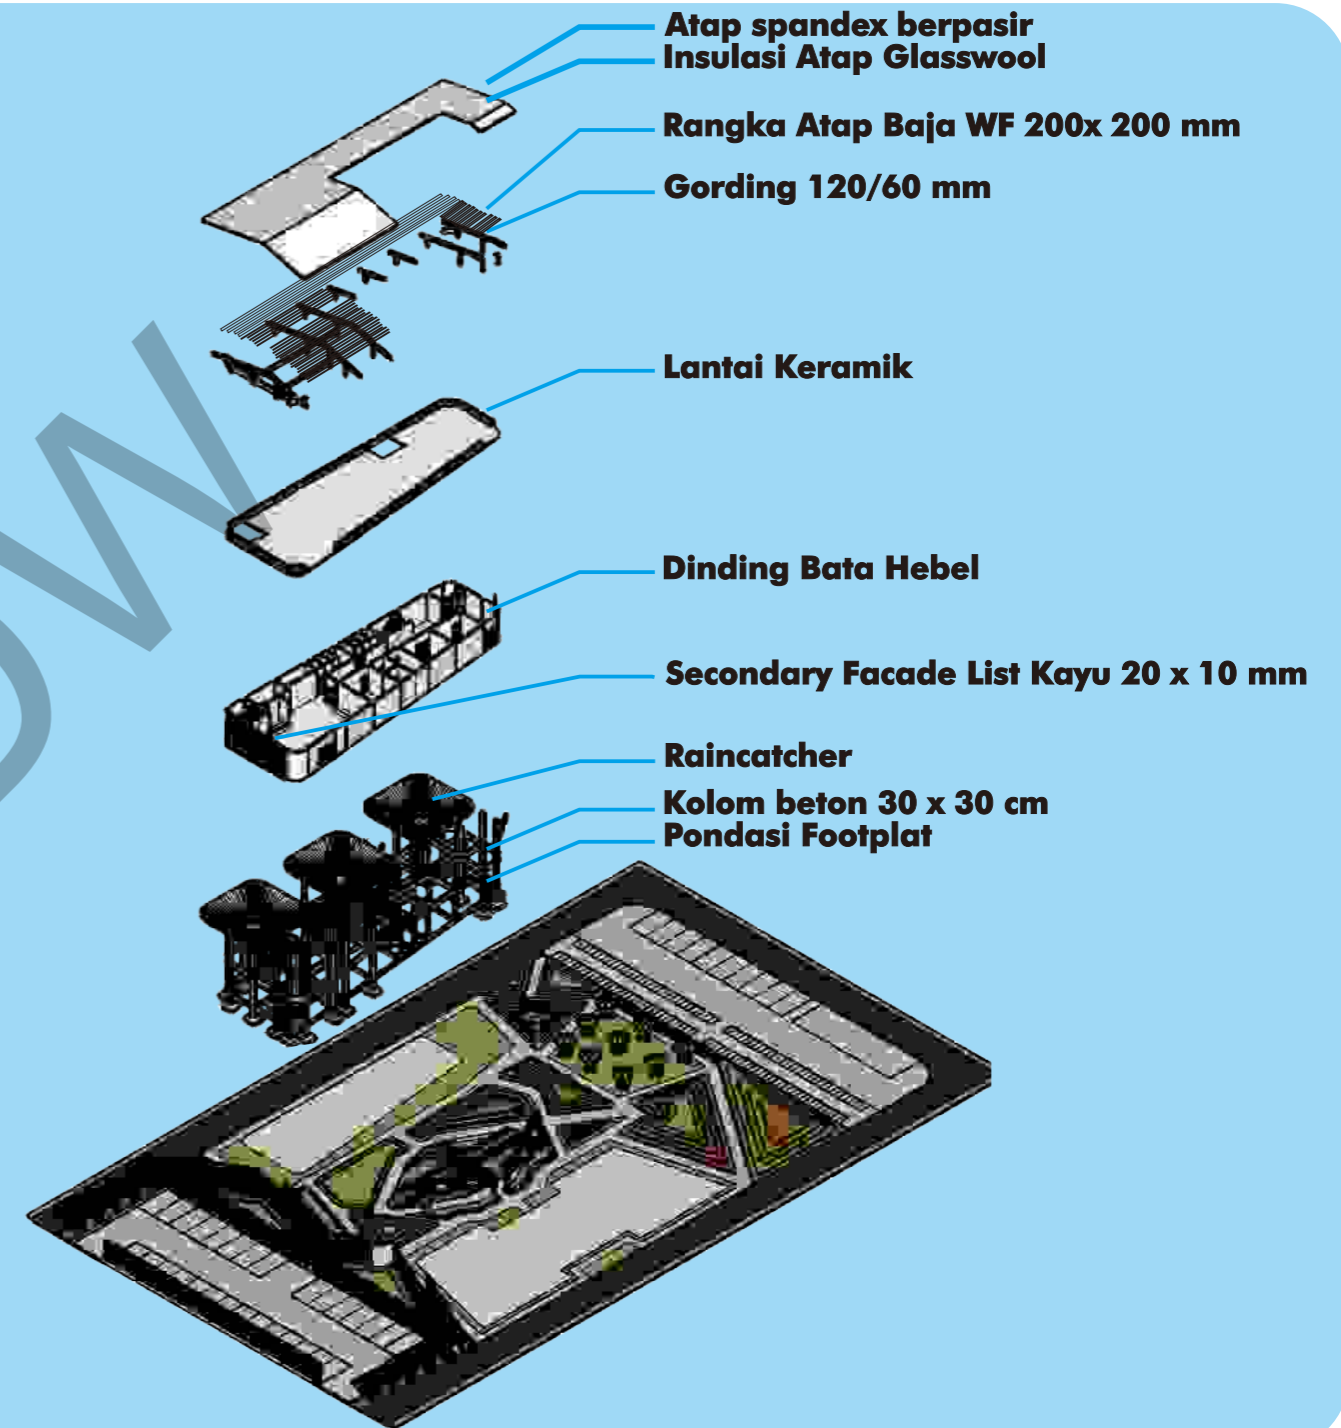 Atap spandex berpasir
Insulasi Atap Glasswool
Rangka Atap Baja WF 200x 200 mm
Gording 120/60 mm
Lantai Keramik
Dinding Bata Hebel
Secondary Facade List Kayu 20 x 10 mm
Raincatcher
Kolom beton 30 x 30 cm
Pondasi Footplat